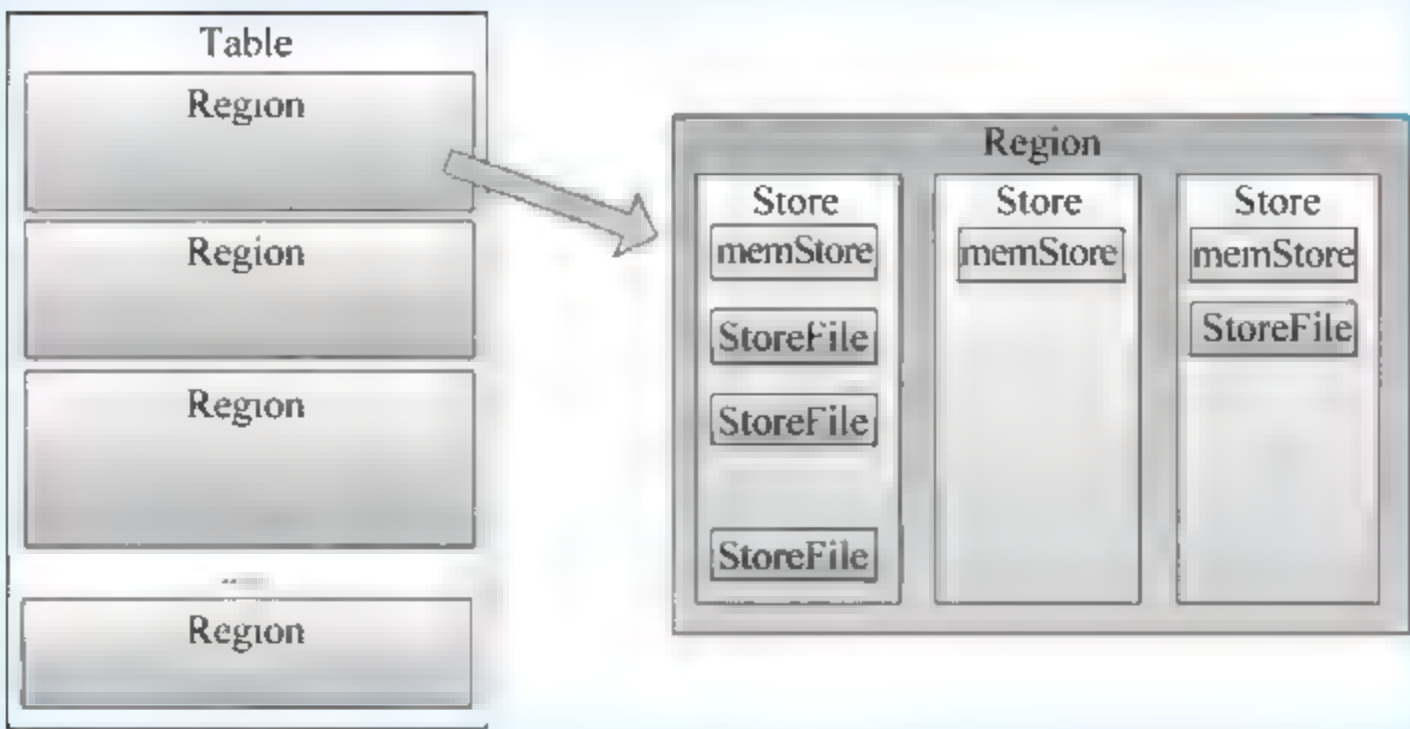 Table
Region
Region
Region
...
Region
Region
Store
memStore
StoreFile
StoreFile
StoreFile
Store
memStore
Store
memStore
StoreFile